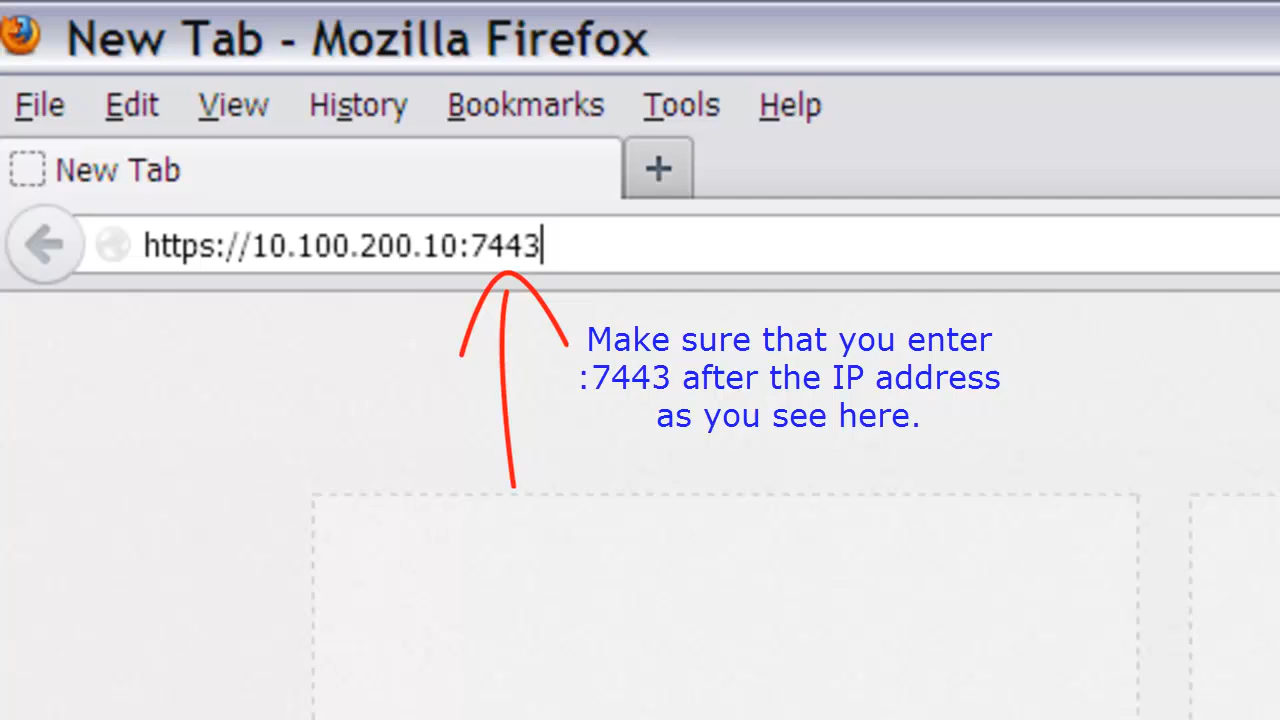 New Tab - Mozilla Firefox
File Edit View History Bookmarks Tools Help
New Tab +
https://10.100.200.10:7443
Make sure that you enter
:7443 after the IP address
as you see here.